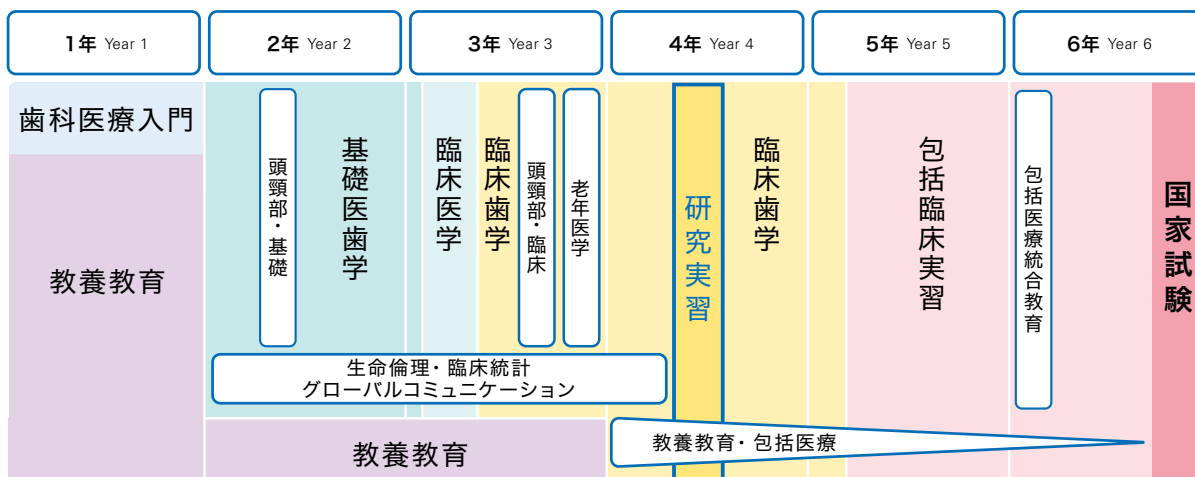 1年 Year 1
2年 Year 2
3年 Year 3
4年 Year 4
5年 Year 5
6年 Year 6
歯科医療入門
教養教育
頭頸部・基礎
基礎医歯学
臨床医学
臨床歯学
頭頸部・臨床
老年医学
研究実習
臨床歯学
包括臨床実習
包括医療統合教育
国家試験
生命倫理・臨床統計
グローバルコミュニケーション
教養教育
教養教育・包括医療